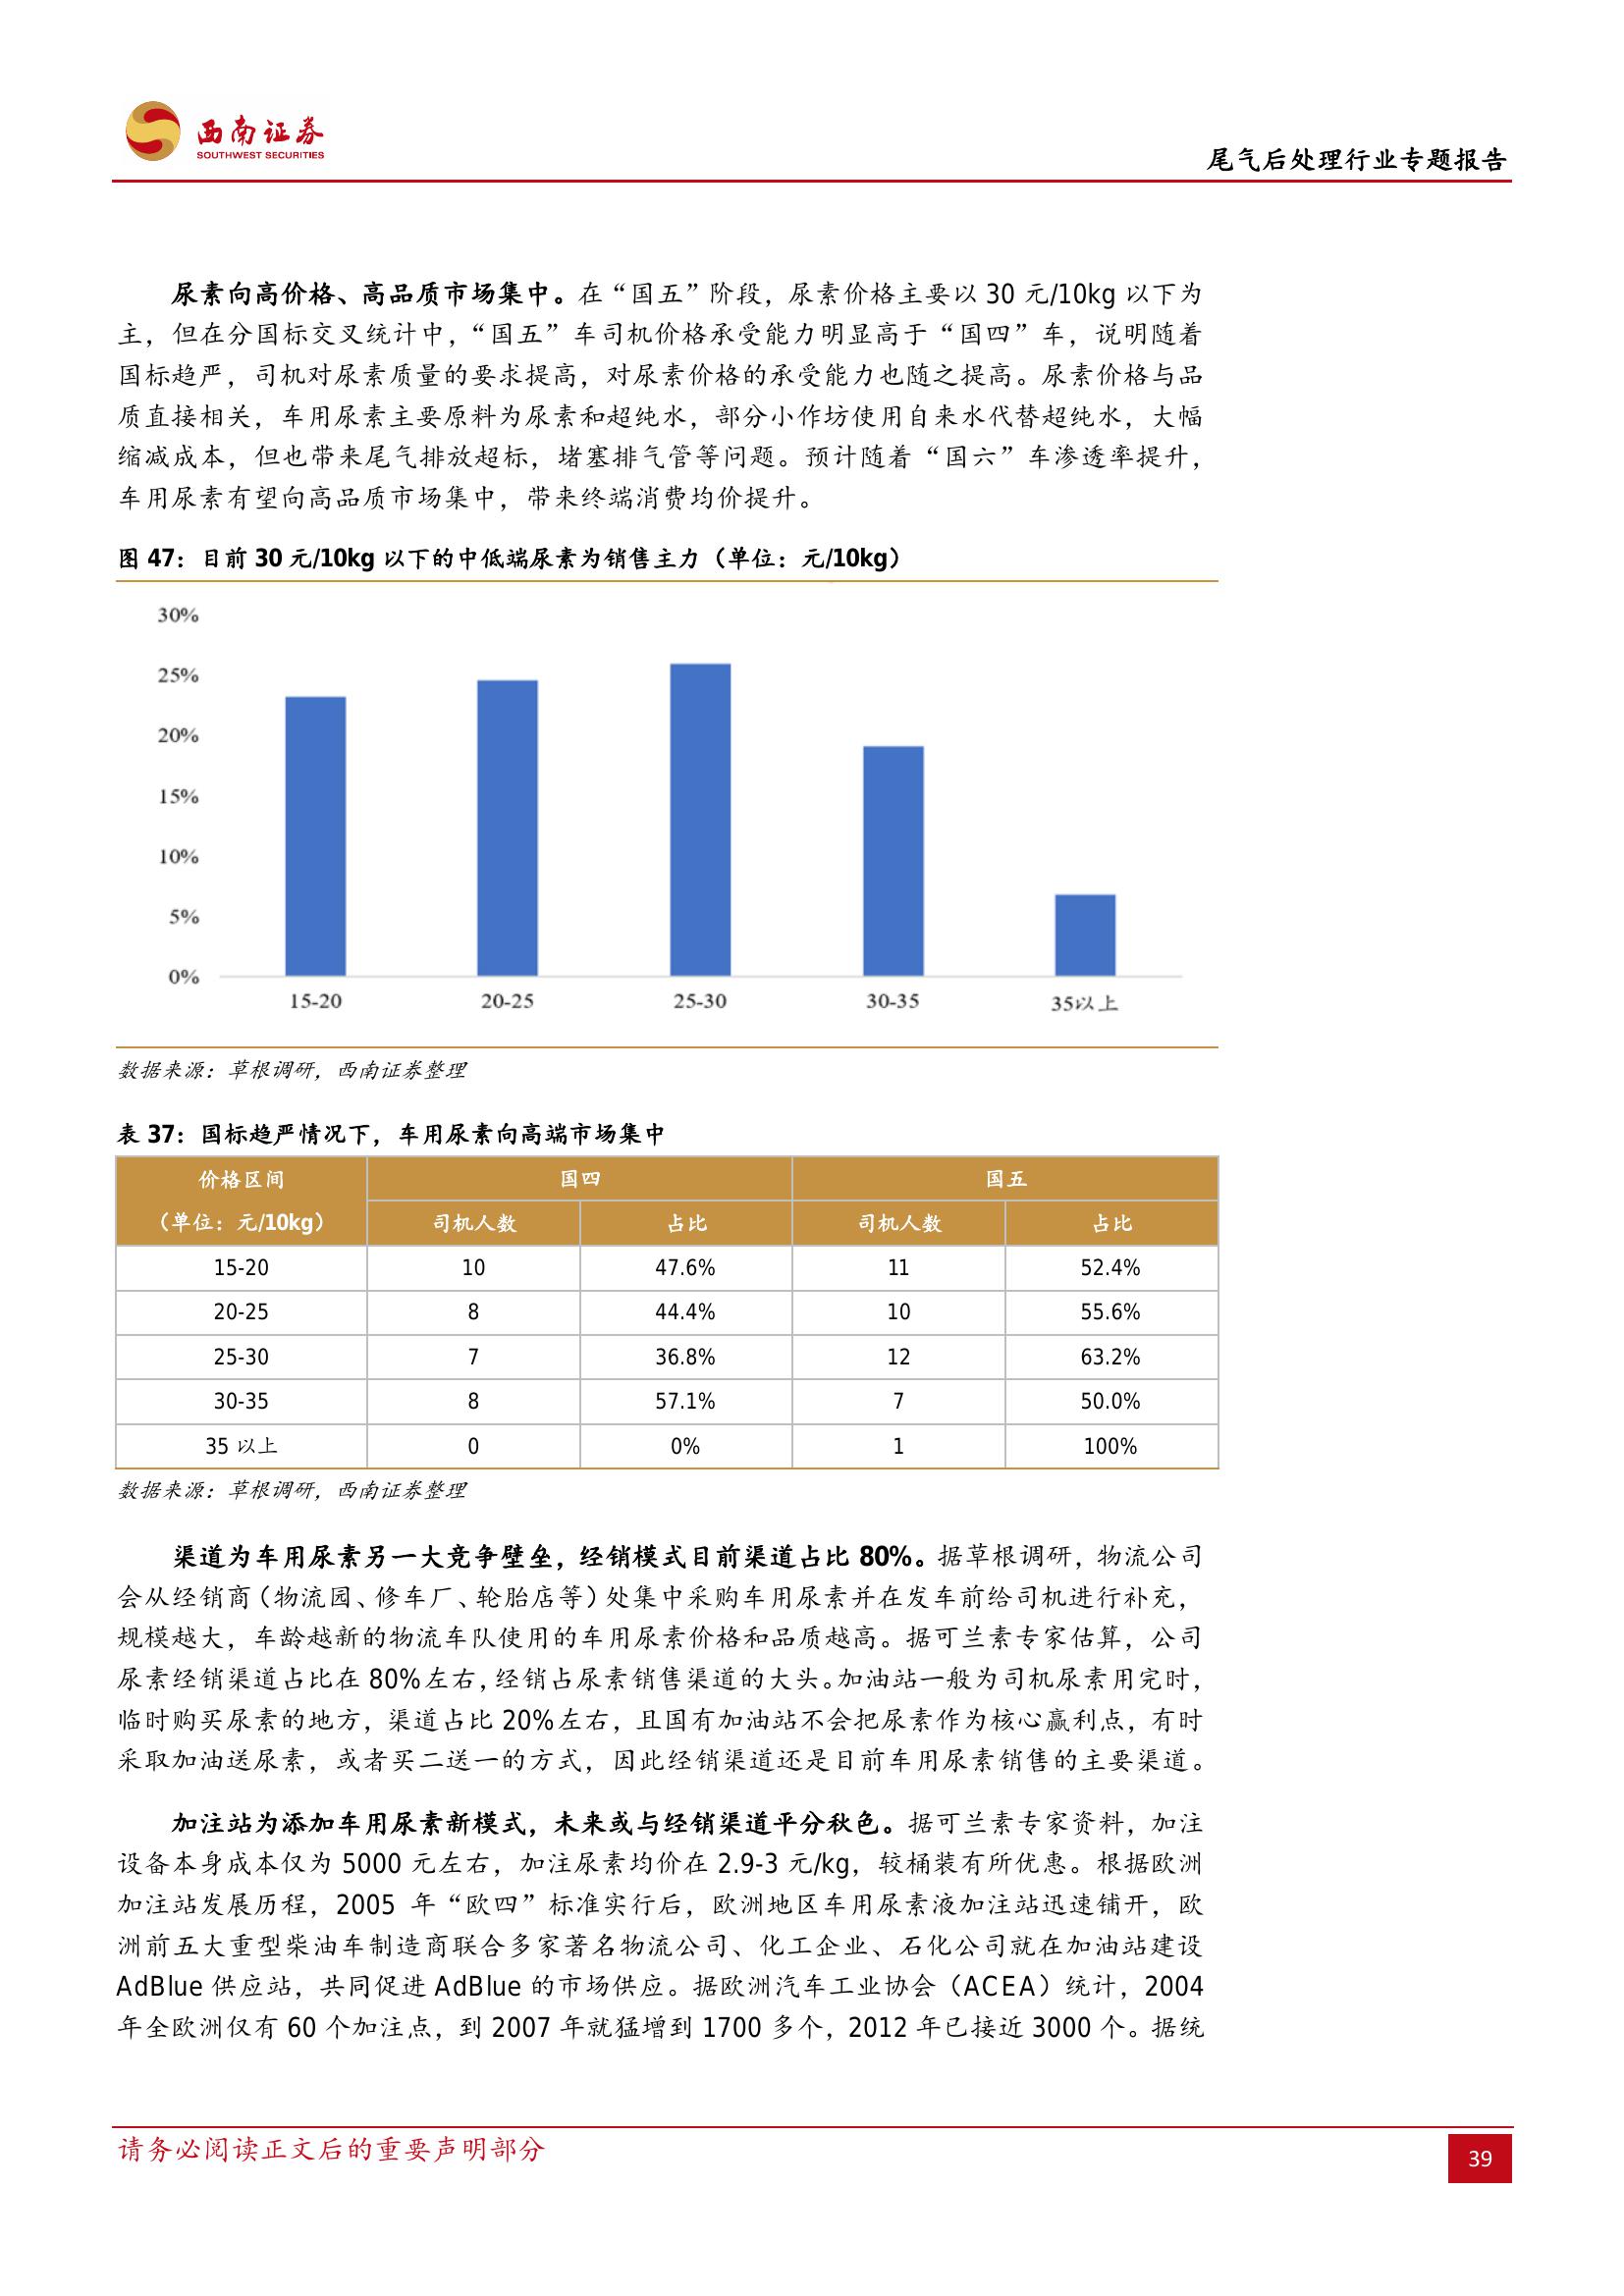 西南证券
SOUTHWEST SECURITIES
尾气后处理行业专题报告
尿素向高价格、高品质市场集中。在“国五”阶段，尿素价格主要以 30 元/10kg 以下为
主，但在分国标交叉统计中，“国五”车司机价格承受能力明显高于“国四”车，说明随着
国标趋严，司机对尿素质量的要求提高，对尿素价格的承受能力也随之提高。尿素价格与品
质直接相关，车用尿素主要原料为尿素和超纯水，部分小作坊使用自来水代替超纯水，大幅
缩减成本，但也带来尾气排放超标，堵塞排气管等问题。预计随着“国六”车渗透率提升，
车用尿素有望向高品质市场集中，带来终端消费均价提升。
图 47：目前 30 元/10kg 以下的中低端尿素为销售主力（单位：元/10kg）
30%
25%
20%
15%
10%
5%
0%
15-20 20-25 25-30 30-35 35以上
数据来源：草根调研，西南证券整理
表 37：国标趋严情况下，车用尿素向高端市场集中
价格区间 国四 国五
（单位：元/10kg） 司机人数 占比 司机人数 占比
15-20 10 47.6% 11 52.4%
20-25 8 44.4% 10 55.6%
25-30 7 36.8% 12 63.2%
30-35 8 57.1% 7 50.0%
35 以上 0 0% 1 100%
数据来源：草根调研，西南证券整理
渠道为车用尿素另一大竞争壁垒，经销模式目前渠道占比 80%。据草根调研，物流公司
会从经销商（物流园、修车厂、轮胎店等）处集中采购车用尿素并在发车前给司机进行补充，
规模越大，车龄越新的物流车队使用的车用尿素价格和品质越高。据可兰素专家估算，公司
尿素经销渠道占比在 80%左右，经销占尿素销售渠道的大头。加油站一般为司机尿素用完时，
临时购买尿素的地方，渠道占比 20%左右，且国有加油站不会把尿素作为核心赢利点，有时
采取加油送尿素，或者买二送一的方式，因此经销渠道还是目前车用尿素销售的主要渠道。
加注站为添加车用尿素新模式，未来或与经销渠道平分秋色。据可兰素专家资料，加注
设备本身成本仅为 5000 元左右，加注尿素均价在 2.9-3 元/kg，较桶装有所优惠。根据欧洲
加注站发展历程，2005 年“欧四”标准实行后，欧洲地区车用尿素液加注站迅速铺开，欧
洲前五大重型柴油车制造商联合多家著名物流公司、化工企业、石化公司就在加油站建设
AdBlue 供应站，共同促进 AdBlue 的市场供应。据欧洲汽车工业协会（ACEA）统计，2004
年全欧洲仅有 60 个加注点，到 2007 年就猛增到 1700 多个，2012 年已接近 3000 个。据统
请务必阅读正文后的重要声明部分
39